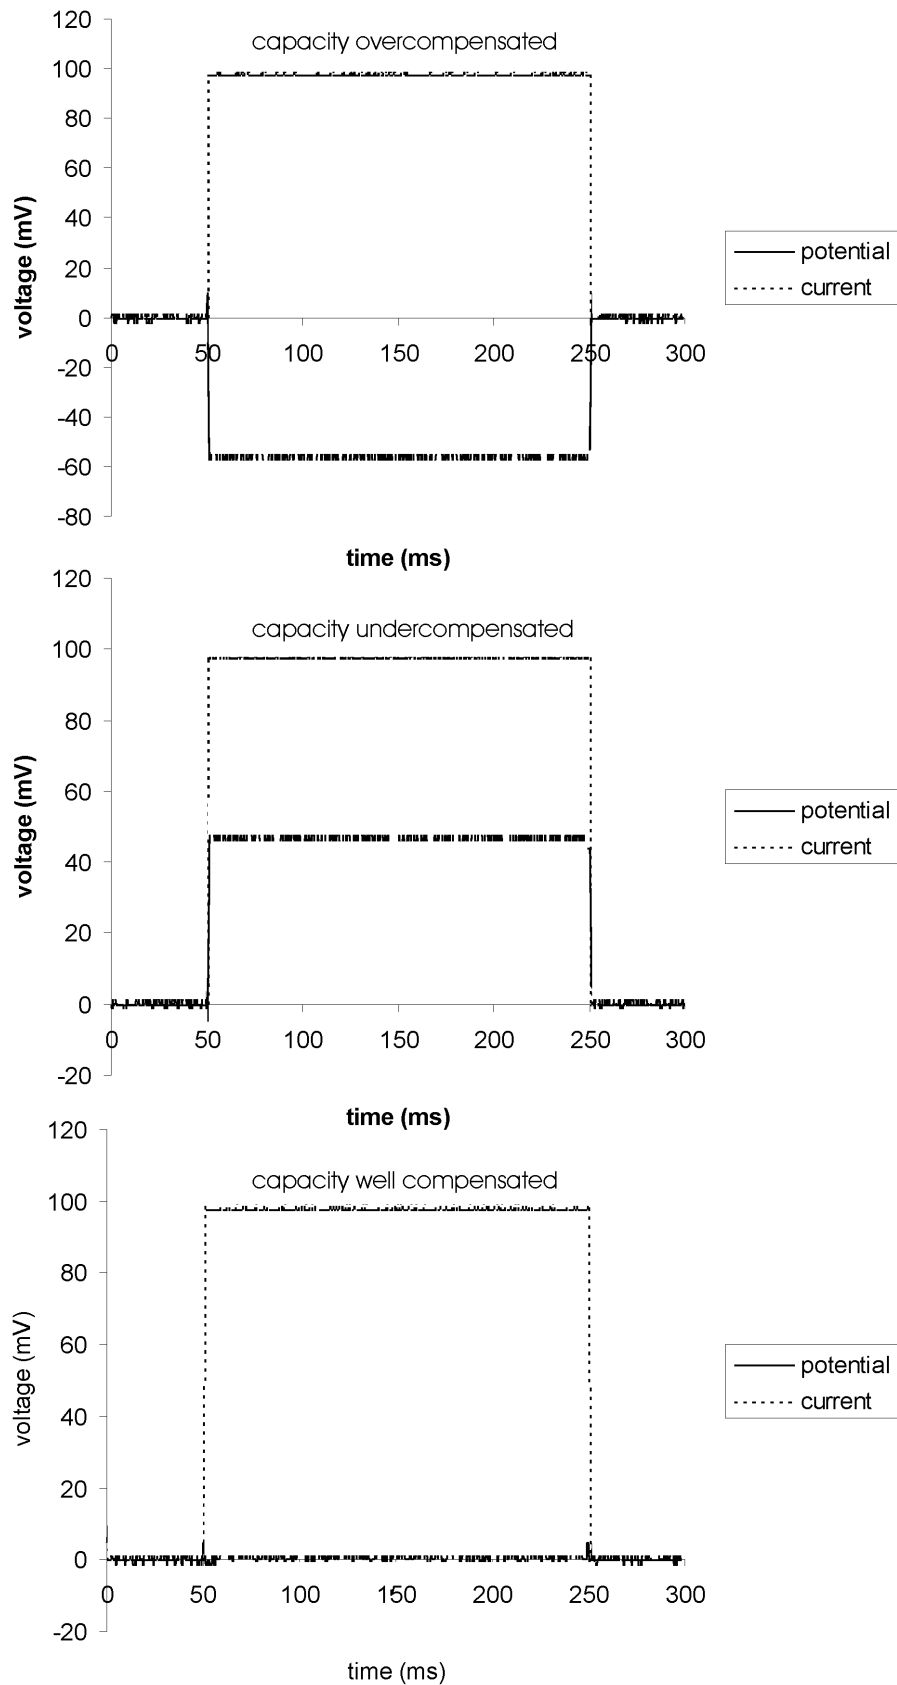 120
capacity overcompensated
100
80
60
voltage (mV)
40
potential
20
current
0
0 50 100 150 200 250 300
-20
-40
-60
-80
time (ms)
120
capacity undercompensated
100
80
60
voltage (mV)
potential
40
current
20
0
0 50 100 150 200 250 300
-20
time (ms)
120
capacity well compensated
100
80
60
voltage (mV)
potential
40
current
20
0
0 50 100 150 200 250 300
-20
time (ms)